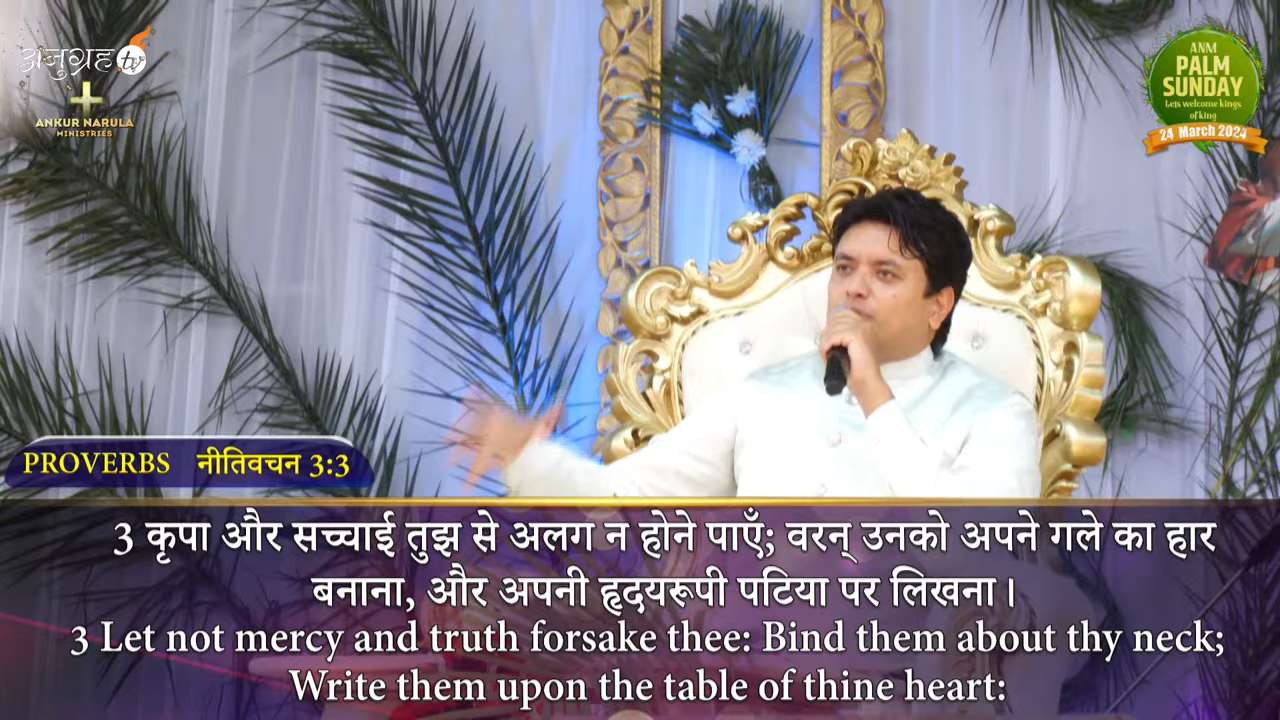 अनुग्रह tv
ANKUR NARULA
MINISTRIES
ANM
PALM
SUNDAY
Lets welcome kings
of king
24 March 2024
PROVERBS नीतिवचन 3:3
3 कृपा और सच्चाई तुझ से अलग न होने पाएँ; वरन् उनको अपने गले का हार
बनाना, और अपनी हृदयरूपी पटिया पर लिखना।
3 Let not mercy and truth forsake thee: Bind them about thy neck;
Write them upon the table of thine heart: